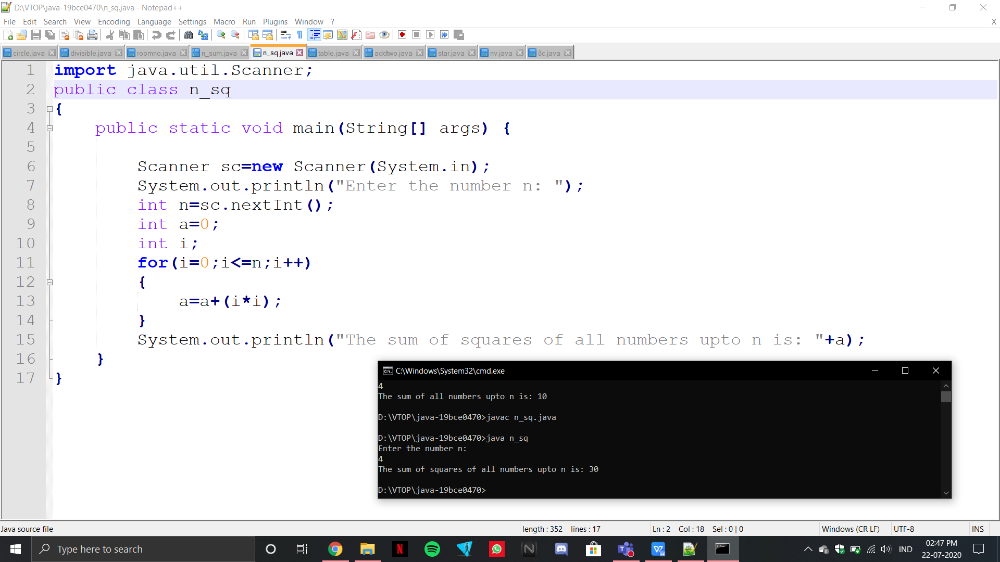 D:\VTOP\java-19bce0470\n_sq.java - Notepad++
File Edit Search View Encoding Language Settings Macro Run Plugins Window ? X
circle.java divisible.java roomno.java n_sum.java n_sq.java table.java addtwo.java star.java nv.java 8c.java
1 import java.util.Scanner;
2 public class n_sq
3 {
4 public static void main(String[] args) {
5
6 Scanner sc=new Scanner(System.in);
7 System.out.println("Enter the number n: ");
8 int n=sc.nextInt();
9 int a=0;
10 int i;
11 for(i=0;i<=n;i++)
12 {
13 a=a+(i*i);
14 }
15 System.out.println("The sum of squares of all numbers upto n is: "+a);
16 }
17 }
C:\Windows\System32\cmd.exe
4
The sum of all numbers upto n is: 10
D:\VTOP\java-19bce0470>javac n_sq.java
D:\VTOP\java-19bce0470>java n_sq
Enter the number n:
4
The sum of squares of all numbers upto n is: 30
D:\VTOP\java-19bce0470>
Java source file length : 352 lines : 17 Ln : 2 Col : 18 Sel : 0 | 0 Windows (CR LF) UTF-8 INS
Type here to search IND 02:47 PM
22-07-2020